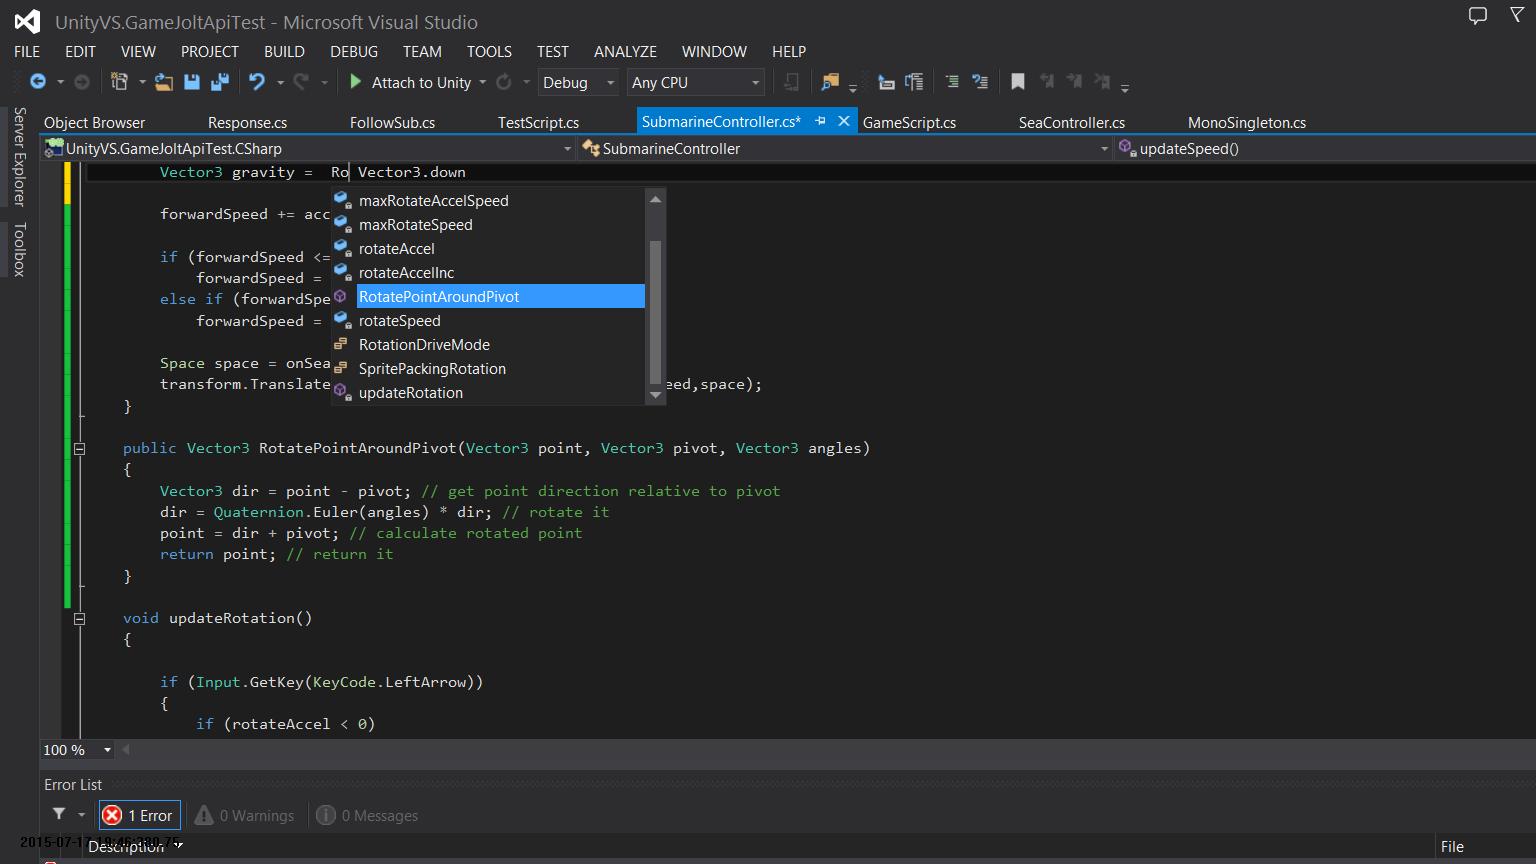 UnityVS.GameJoltApiTest - Microsoft Visual Studio
FILE EDIT VIEW PROJECT BUILD DEBUG TEAM TOOLS TEST ANALYZE WINDOW HELP
Attach to Unity Debug Any CPU
Server Explorer
Toolbox
Object Browser Response.cs FollowSub.cs TestScript.cs SubmarineController.cs* GameScript.cs SeaController.cs MonoSingleton.cs
UnityVS.GameJoltApiTest.CSharp SubmarineController updateSpeed()
Vector3 gravity = Ro Vector3.down
maxRotateAccelSpeed
forwardSpeed += acc
maxRotateSpeed
rotateAccel
if (forwardSpeed <=
rotateAccelInc
forwardSpeed =
RotatePointAroundPivot
else if (forwardSpe
rotateSpeed
forwardSpeed =
RotationDriveMode
Space space = onSea
SpritePackingRotation
transform.Translate eed,space);
updateRotation
}
public Vector3 RotatePointAroundPivot(Vector3 point, Vector3 pivot, Vector3 angles)
{
Vector3 dir = point - pivot; // get point direction relative to pivot
dir = Quaternion.Euler(angles) * dir; // rotate it
point = dir + pivot; // calculate rotated point
return point; // return it
}
void updateRotation()
{
if (Input.GetKey(KeyCode.LeftArrow))
{
if (rotateAccel < 0)
100 %
Error List
1 Error 0 Warnings 0 Messages
2015-07-17
Description File